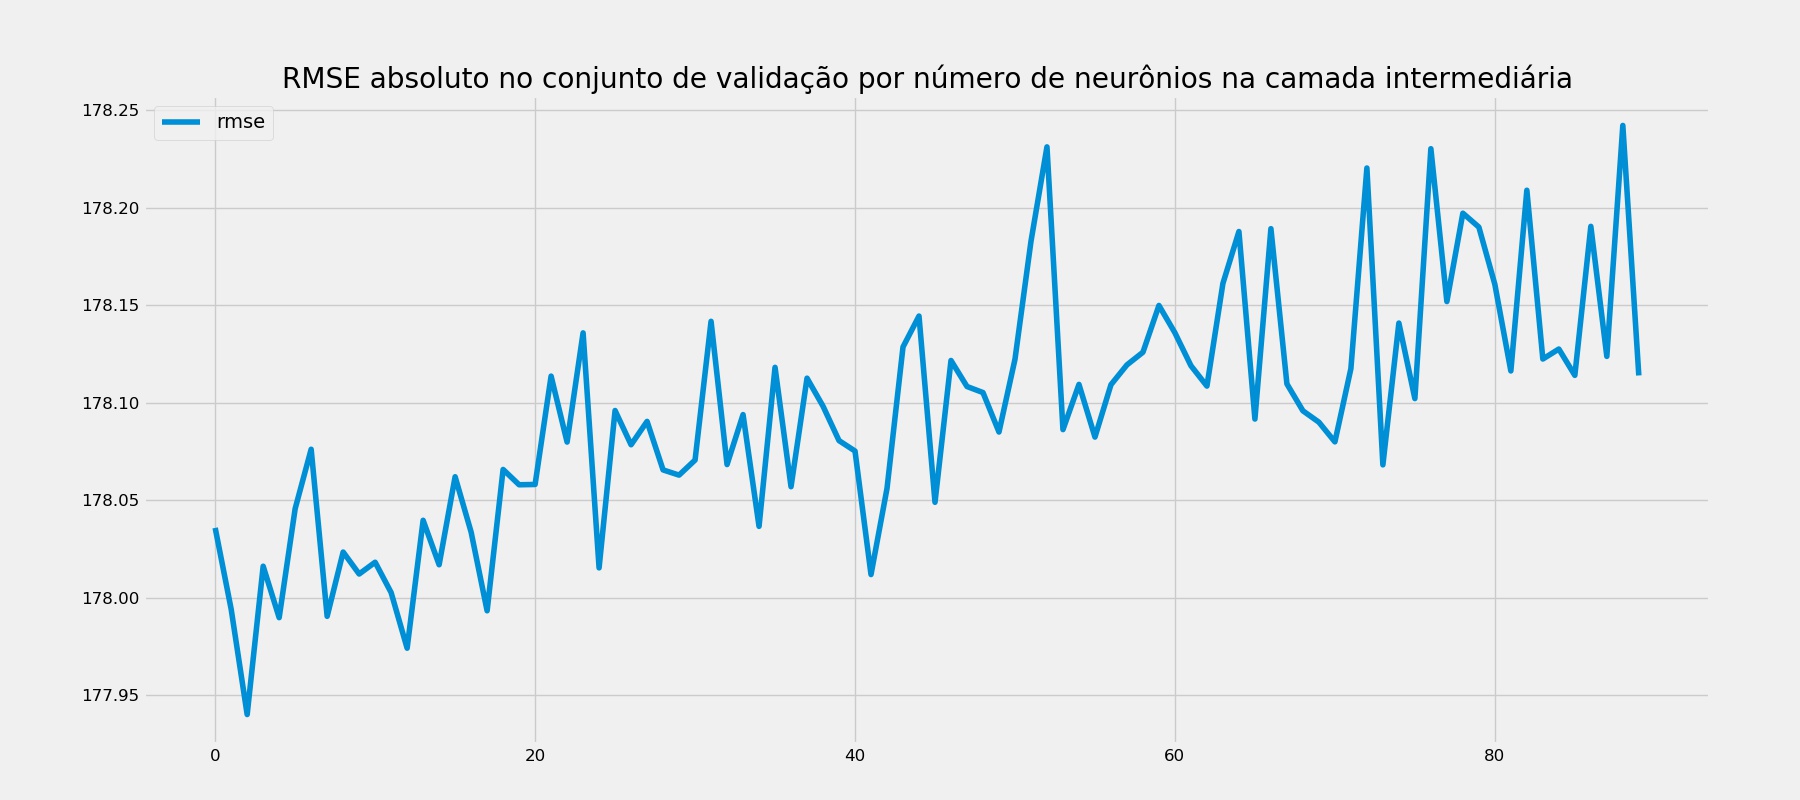 RMSE absoluto no conjunto de validação por número de neurônios na camada intermediária
rmse
178.25
178.20
178.15
178.10
178.05
178.00
177.95
0 20 40 60 80